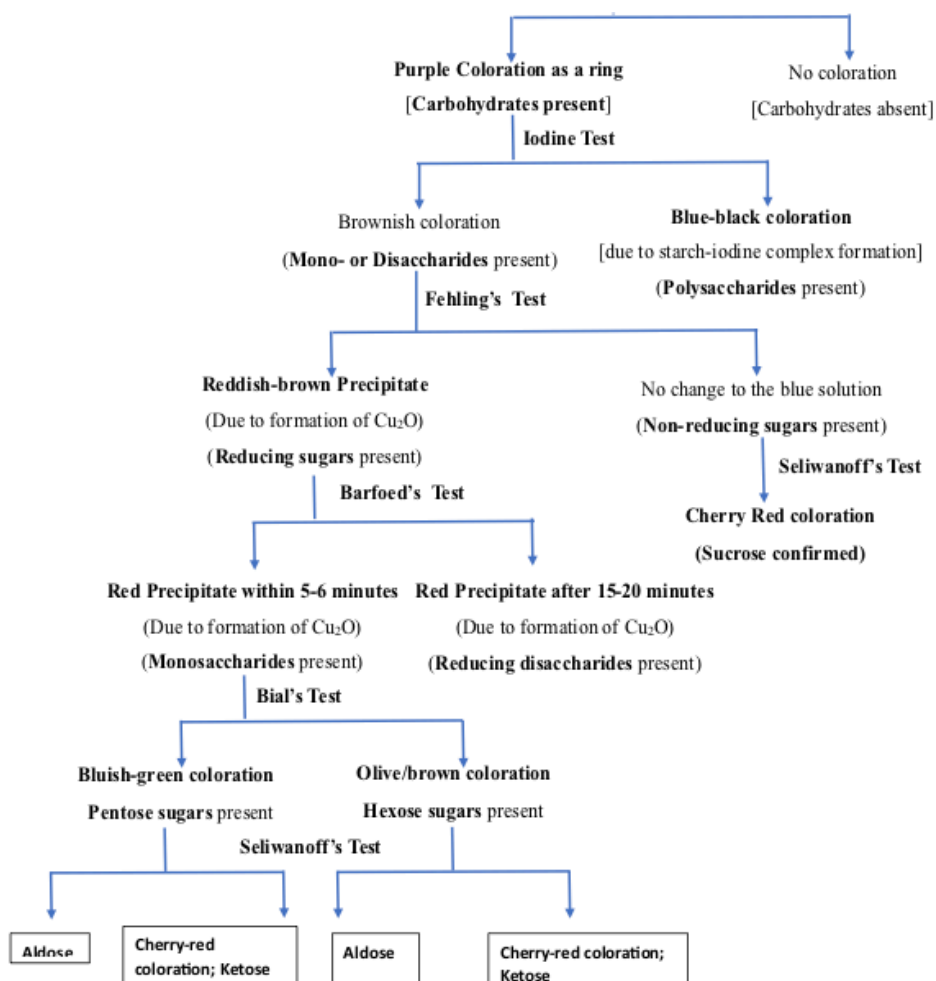 Purple Coloration as a ring
[Carbohydrates present]
No coloration
[Carbohydrates absent]
Iodine Test
Brownish coloration
(Mono- or Disaccharides present)
Blue-black coloration
[due to starch-iodine complex formation]
(Polysaccharides present)
Fehling's Test
Reddish-brown Precipitate
(Due to formation of Cu₂O)
(Reducing sugars present)
No change to the blue solution
(Non-reducing sugars present)
Seliwanoff's Test
Cherry Red coloration
(Sucrose confirmed)
Barfoed's Test
Red Precipitate within 5-6 minutes
(Due to formation of Cu₂O)
(Monosaccharides present)
Red Precipitate after 15-20 minutes
(Due to formation of Cu₂O)
(Reducing disaccharides present)
Bial's Test
Bluish-green coloration
Pentose sugars present
Olive/brown coloration
Hexose sugars present
Seliwanoff's Test
Aldose
Cherry-red
coloration; Ketose
Aldose
Cherry-red coloration;
Ketose